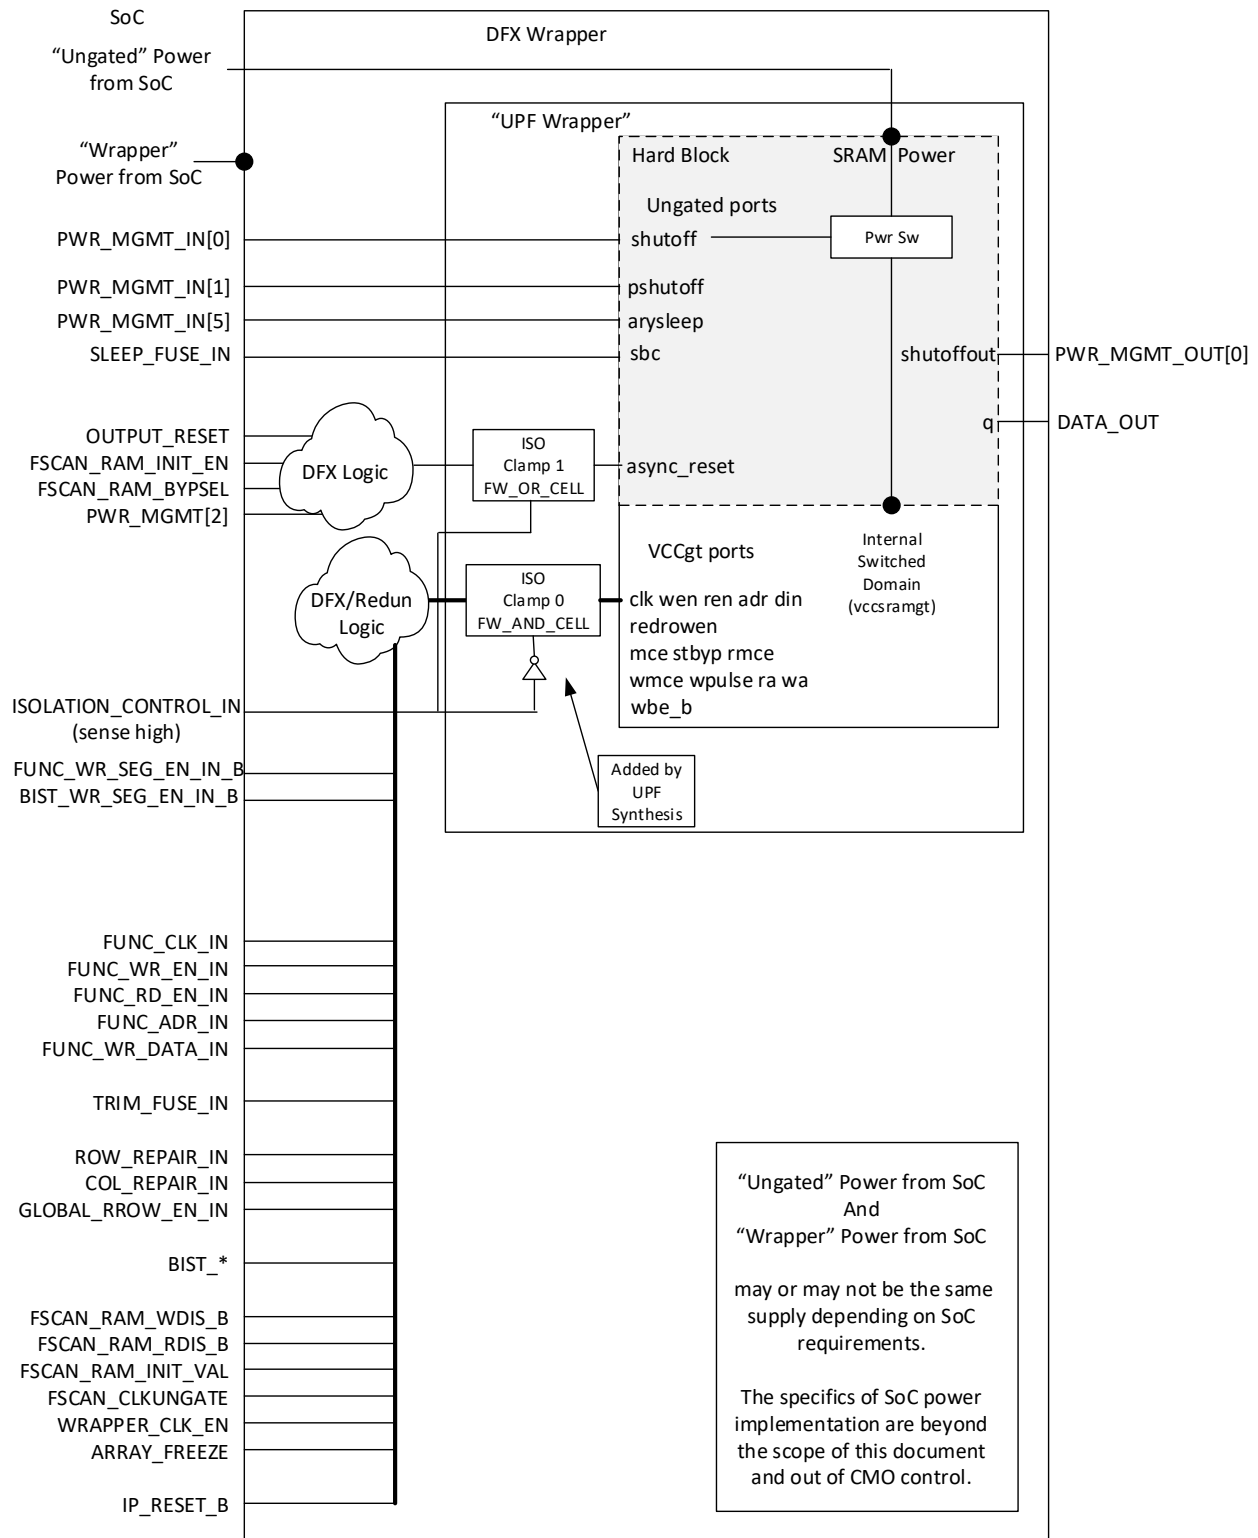 SoC
DFX Wrapper
“Ungated” Power
from SoC
“UPF Wrapper”
“Wrapper”
Power from SoC
Hard Block
SRAM Power
Ungated ports
PWR_MGMT_IN[0]
shutoff
Pwr Sw
PWR_MGMT_IN[1]
pshutoff
PWR_MGMT_IN[5]
arysleep
SLEEP_FUSE_IN
sbc
shutoffout
PWR_MGMT_OUT[0]
q
DATA_OUT
OUTPUT_RESET
FSCAN_RAM_INIT_EN
FSCAN_RAM_BYPSEL
PWR_MGMT[2]
DFX Logic
ISO
Clamp 1
FW_OR_CELL
async_reset
VCCgt ports
Internal
Switched
Domain
(vccsramgt)
DFX/Redun
Logic
ISO
Clamp 0
FW_AND_CELL
clk wen ren adr din
redrowen
mce stbyp rmce
wmce wpulse ra wa
wbe_b
ISOLATION_CONTROL_IN
(sense high)
FUNC_WR_SEG_EN_IN_B
BIST_WR_SEG_EN_IN_B
Added by
UPF
Synthesis
FUNC_CLK_IN
FUNC_WR_EN_IN
FUNC_RD_EN_IN
FUNC_ADR_IN
FUNC_WR_DATA_IN
TRIM_FUSE_IN
ROW_REPAIR_IN
COL_REPAIR_IN
GLOBAL_RROW_EN_IN
BIST_*
FSCAN_RAM_WDIS_B
FSCAN_RAM_RDIS_B
FSCAN_RAM_INIT_VAL
FSCAN_CLKUNGATE
WRAPPER_CLK_EN
ARRAY_FREEZE
IP_RESET_B
“Ungated” Power from SoC
And
“Wrapper” Power from SoC
may or may not be the same
supply depending on SoC
requirements.
The specifics of SoC power
implementation are beyond
the scope of this document
and out of CMO control.